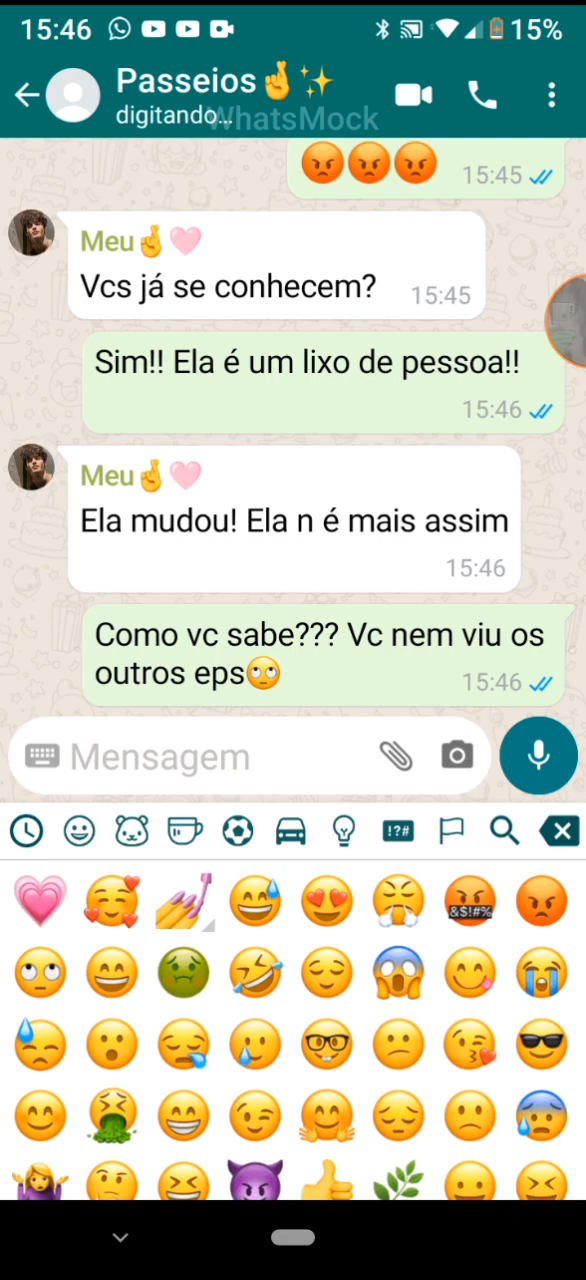 15:46 15%
Passeios🤞✨
digitando...
WhatsMock
😡😡😡 15:45
Meu🤞🩷
Vcs já se conhecem? 15:45
Sim!! Ela é um lixo de pessoa!!
15:46
Meu🤞🩷
Ela mudou! Ela n é mais assim
15:46
Como vc sabe??? Vc nem viu os
outros eps🙄 15:46
Mensagem
!?#
&$!#%